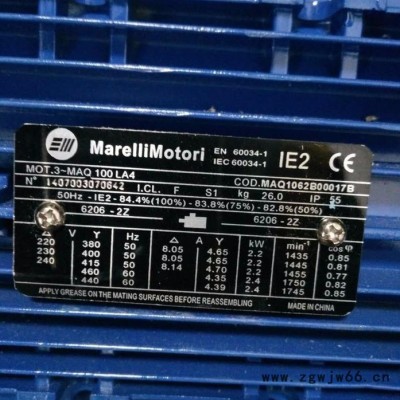 MarelliMotori EN 60034-1 IEC 60034-1 IE2 CE
MOT.3~MAQ 100 LA4 COD.MAQ1062B00017B
N° 1407003070642 I.CL. F S1 kg 26.0 IP 55
50Hz - IE2 - 84.4%(100%) - 83.8%(75%) - 82.8%(50%)
6206 - 2Z 6206 - 2Z
Δ V Y Hz Δ A Y kW min⁻¹ cosφ
220 380 50 8.05 4.65 2.2 1435 0.85
230 400 50 8.05 4.65 2.2 1445 0.81
240 415 50 8.14 4.70 2.2 1455 0.77
460 60 4.35 2.4 1750 0.82
440 60 4.39 2.4 1745 0.85
APPLY GREASE ON THE MATING SURFACES BEFORE REASSEMBLING MADE IN CHINA
www.zgwjw66.cn